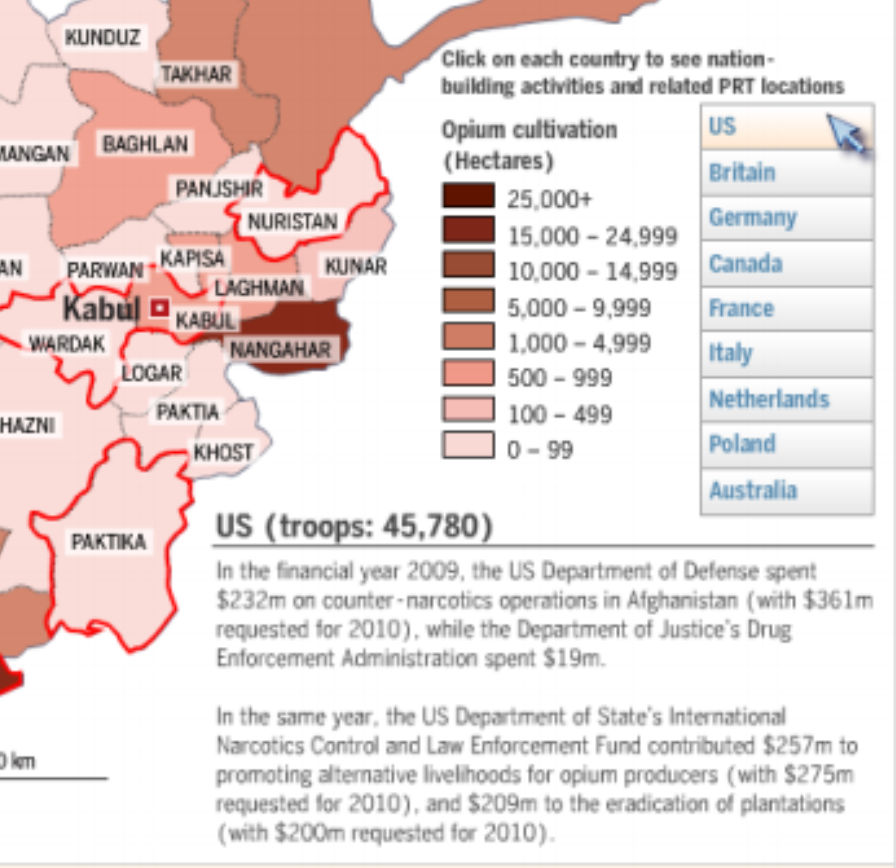 KUNDUZ
TAKHAR
MANGAN
BAGHLAN
PANJSHIR
NURISTAN
AN
PARWAN
KAPISA
KUNAR
LAGHMAN
Kabul
KABUL
WARDAK
NANGAHAR
LOGAR
HAZNI
PAKTIA
KHOST
PAKTIKA
0 km
Click on each country to see nation-
building activities and related PRT locations
Opium cultivation
(Hectares)
25,000+
15,000 – 24,999
10,000 – 14,999
5,000 – 9,999
1,000 – 4,999
500 – 999
100 – 499
0 – 99
US
Britain
Germany
Canada
France
Italy
Netherlands
Poland
Australia
US (troops: 45,780)
In the financial year 2009, the US Department of Defense spent
$232m on counter-narcotics operations in Afghanistan (with $361m
requested for 2010), while the Department of Justice's Drug
Enforcement Administration spent $19m.
In the same year, the US Department of State's International
Narcotics Control and Law Enforcement Fund contributed $257m to
promoting alternative livelihoods for opium producers (with $275m
requested for 2010), and $209m to the eradication of plantations
(with $200m requested for 2010).